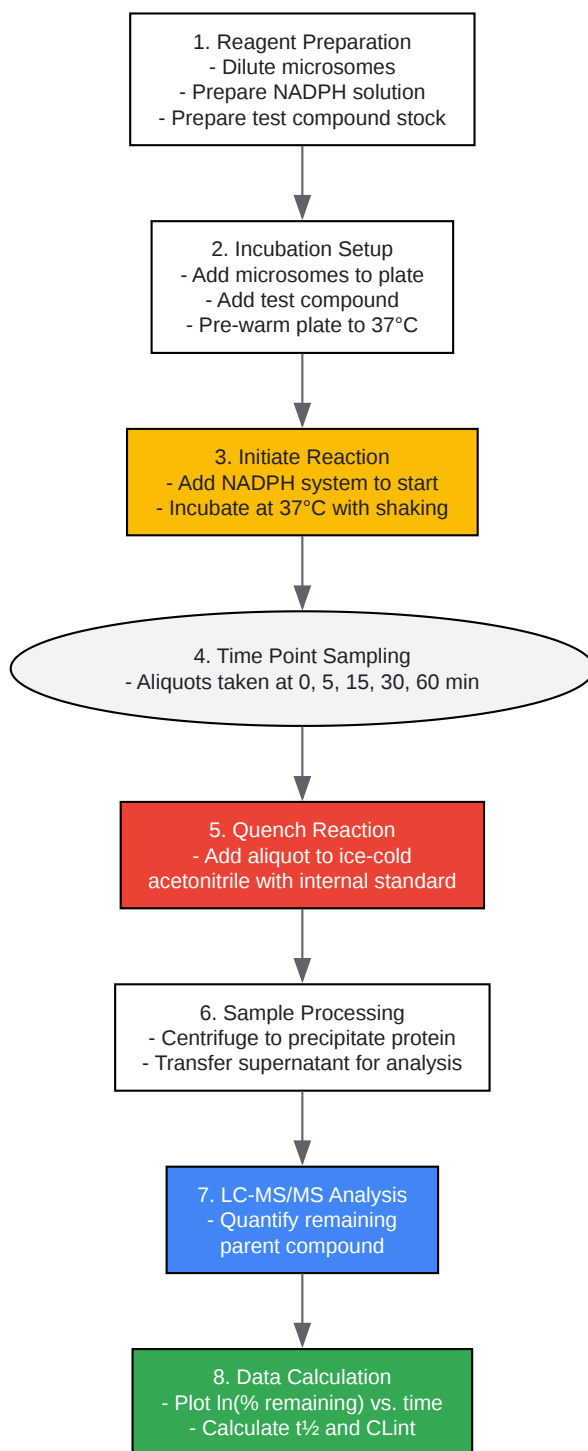 1. Reagent Preparation
- Dilute microsomes
- Prepare NADPH solution
- Prepare test compound stock
2. Incubation Setup
- Add microsomes to plate
- Add test compound
- Pre-warm plate to 37°C
3. Initiate Reaction
- Add NADPH system to start
- Incubate at 37°C with shaking
4. Time Point Sampling
- Aliquots taken at 0, 5, 15, 30, 60 min
5. Quench Reaction
- Add aliquot to ice-cold
acetonitrile with internal standard
6. Sample Processing
- Centrifuge to precipitate protein
- Transfer supernatant for analysis
7. LC-MS/MS Analysis
- Quantify remaining
parent compound
8. Data Calculation
- Plot ln(% remaining) vs. time
- Calculate t½ and CLint